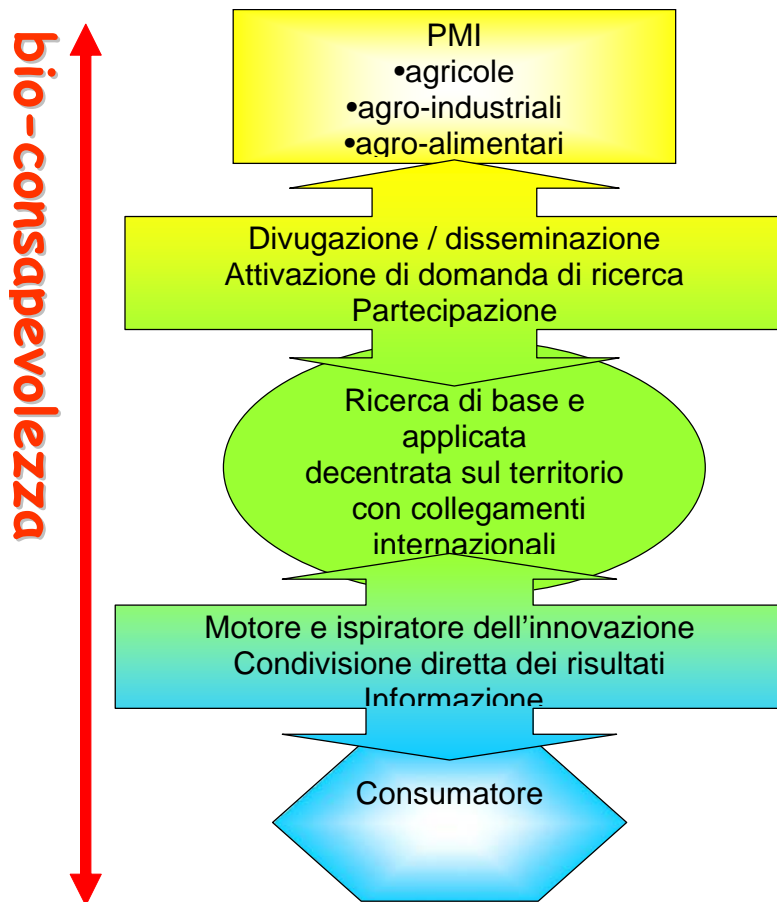 bio-consapevolezza
PMI
•agricole
•agro-industriali
•agro-alimentari
Divugazione / disseminazione
Attivazione di domanda di ricerca
Partecipazione
Ricerca di base e
applicata
decentrata sul territorio
con collegamenti
internazionali
Motore e ispiratore dell’innovazione
Condivisione diretta dei risultati
Informazione
Consumatore